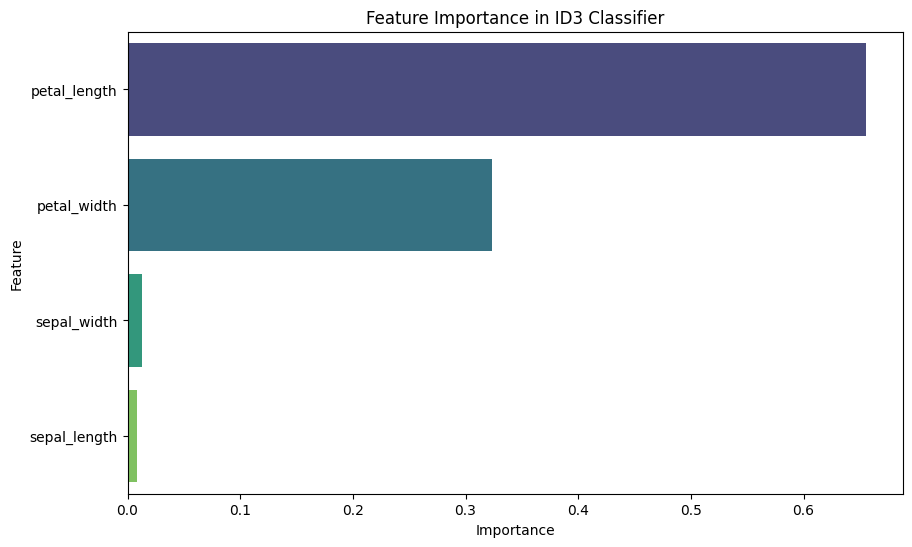 Feature Importance in ID3 Classifier
petal_length
petal_width
sepal_width
sepal_length
Feature
0.0 0.1 0.2 0.3 0.4 0.5 0.6
Importance